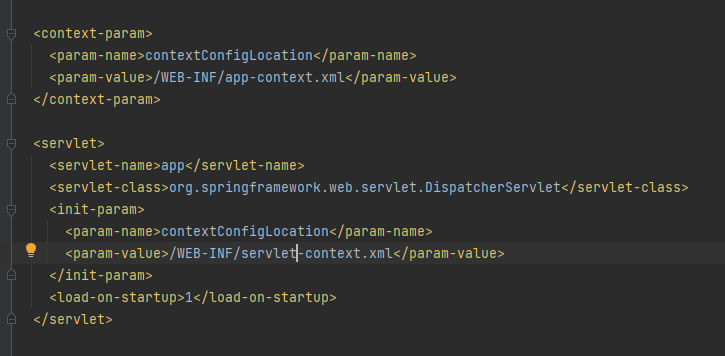 <context-param>
<param-name>contextConfigLocation</param-name>
<param-value>/WEB-INF/app-context.xml</param-value>
</context-param>
<servlet>
<servlet-name>app</servlet-name>
<servlet-class>org.springframework.web.servlet.DispatcherServlet</servlet-class>
<init-param>
<param-name>contextConfigLocation</param-name>
<param-value>/WEB-INF/servlet-context.xml</param-value>
</init-param>
<load-on-startup>1</load-on-startup>
</servlet>